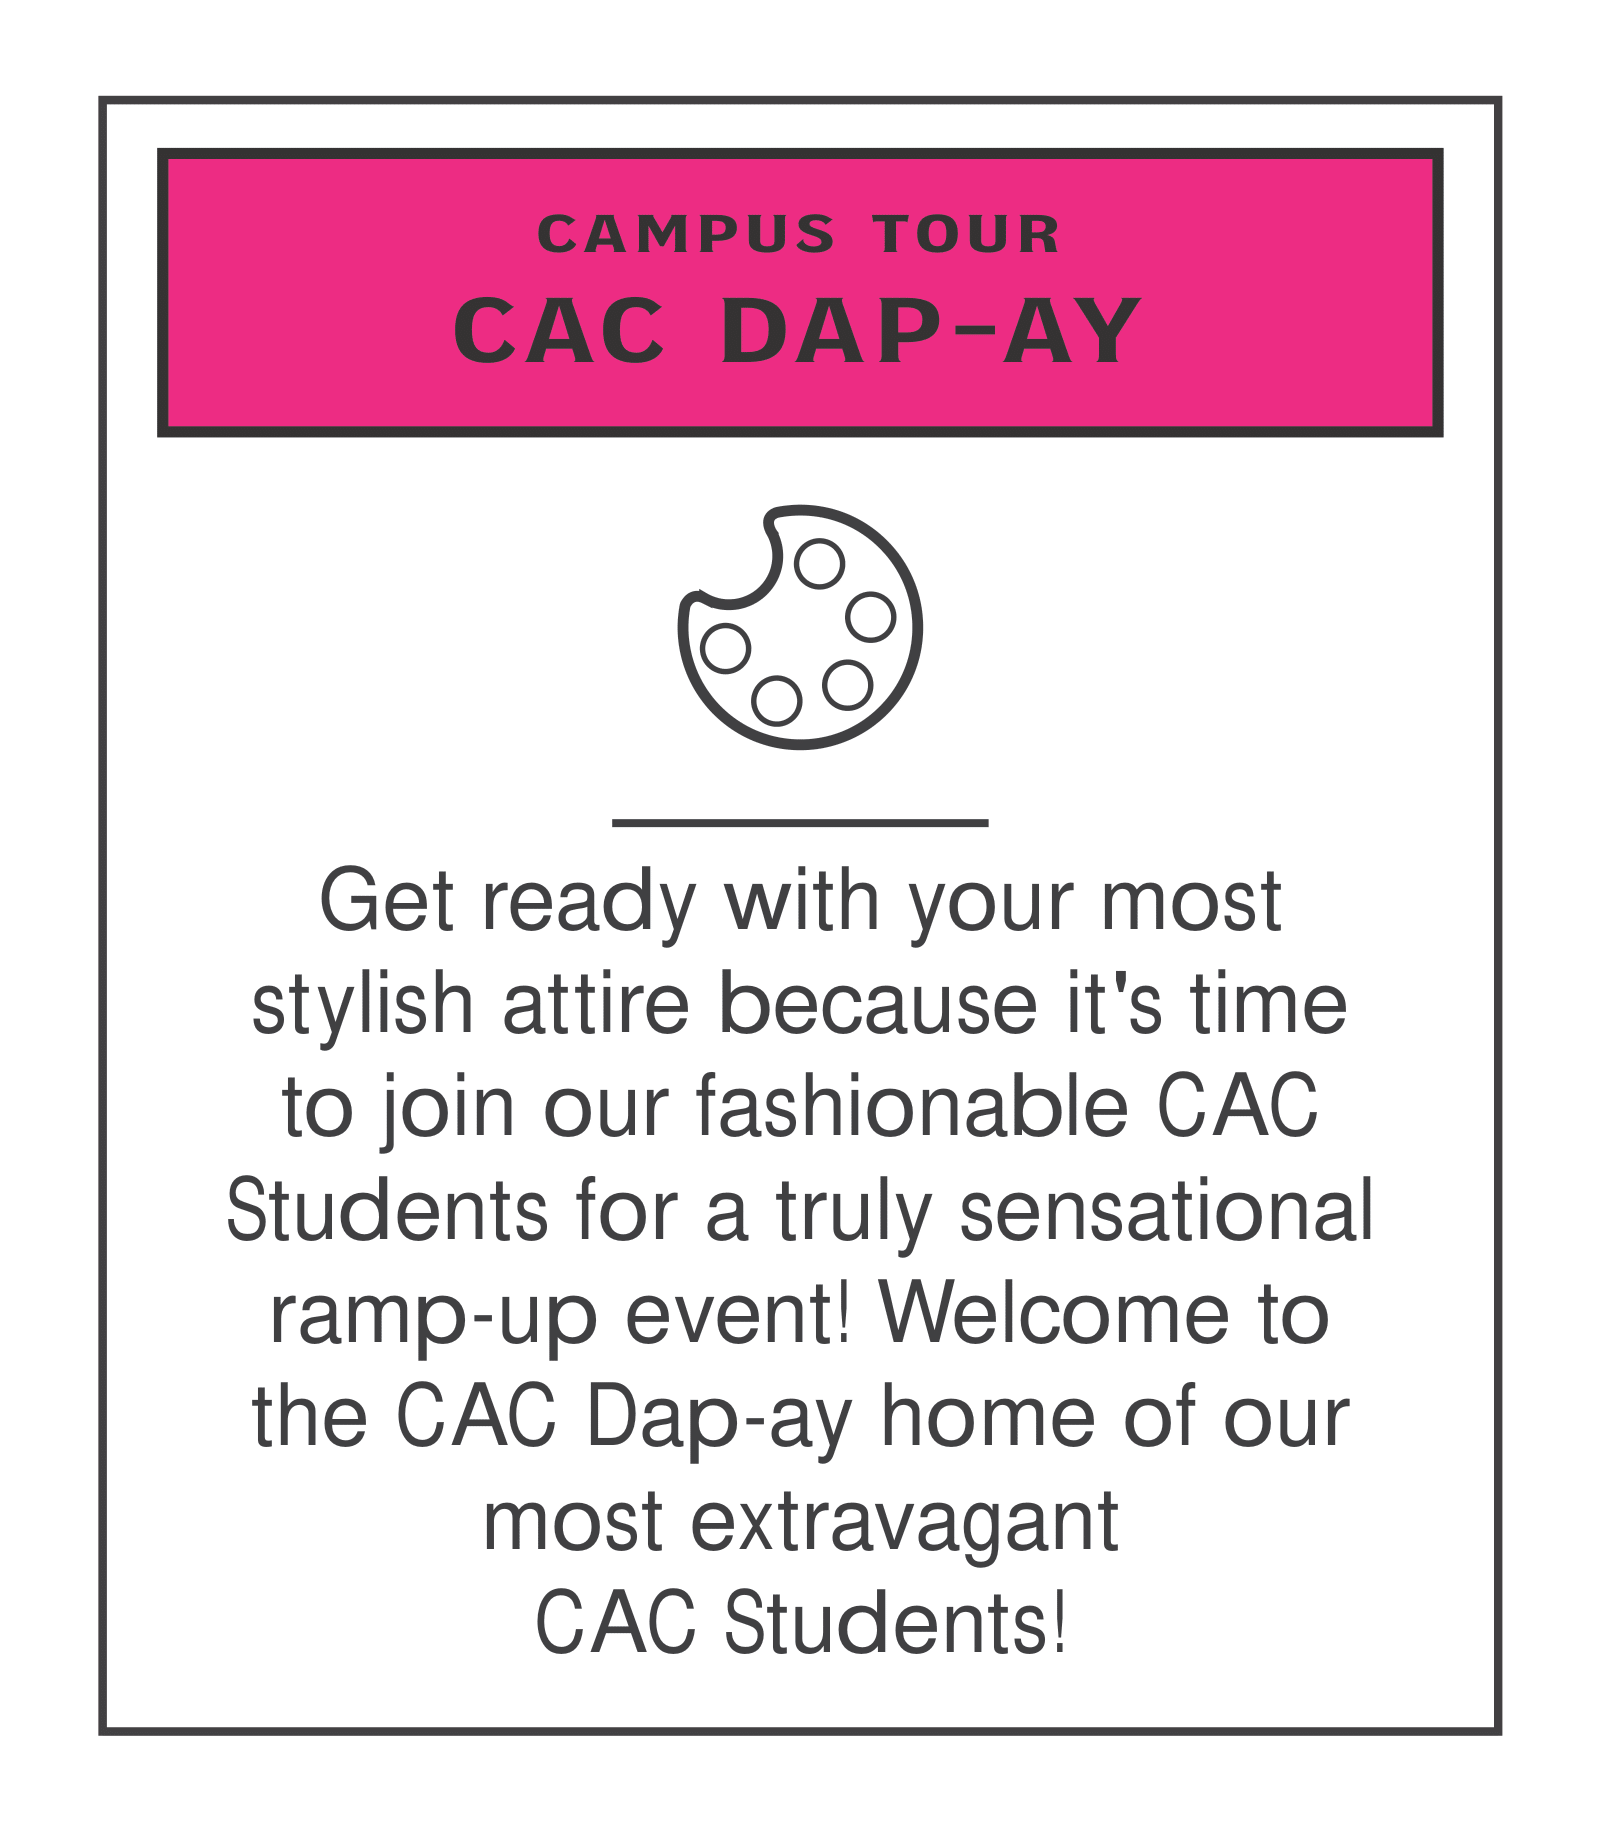 CAMPUS TOUR
CAC DAP-AY
Get ready with your most
stylish attire because it's time
to join our fashionable CAC
Students for a truly sensational
ramp-up event! Welcome to
the CAC Dap-ay home of our
most extravagant
CAC Students!